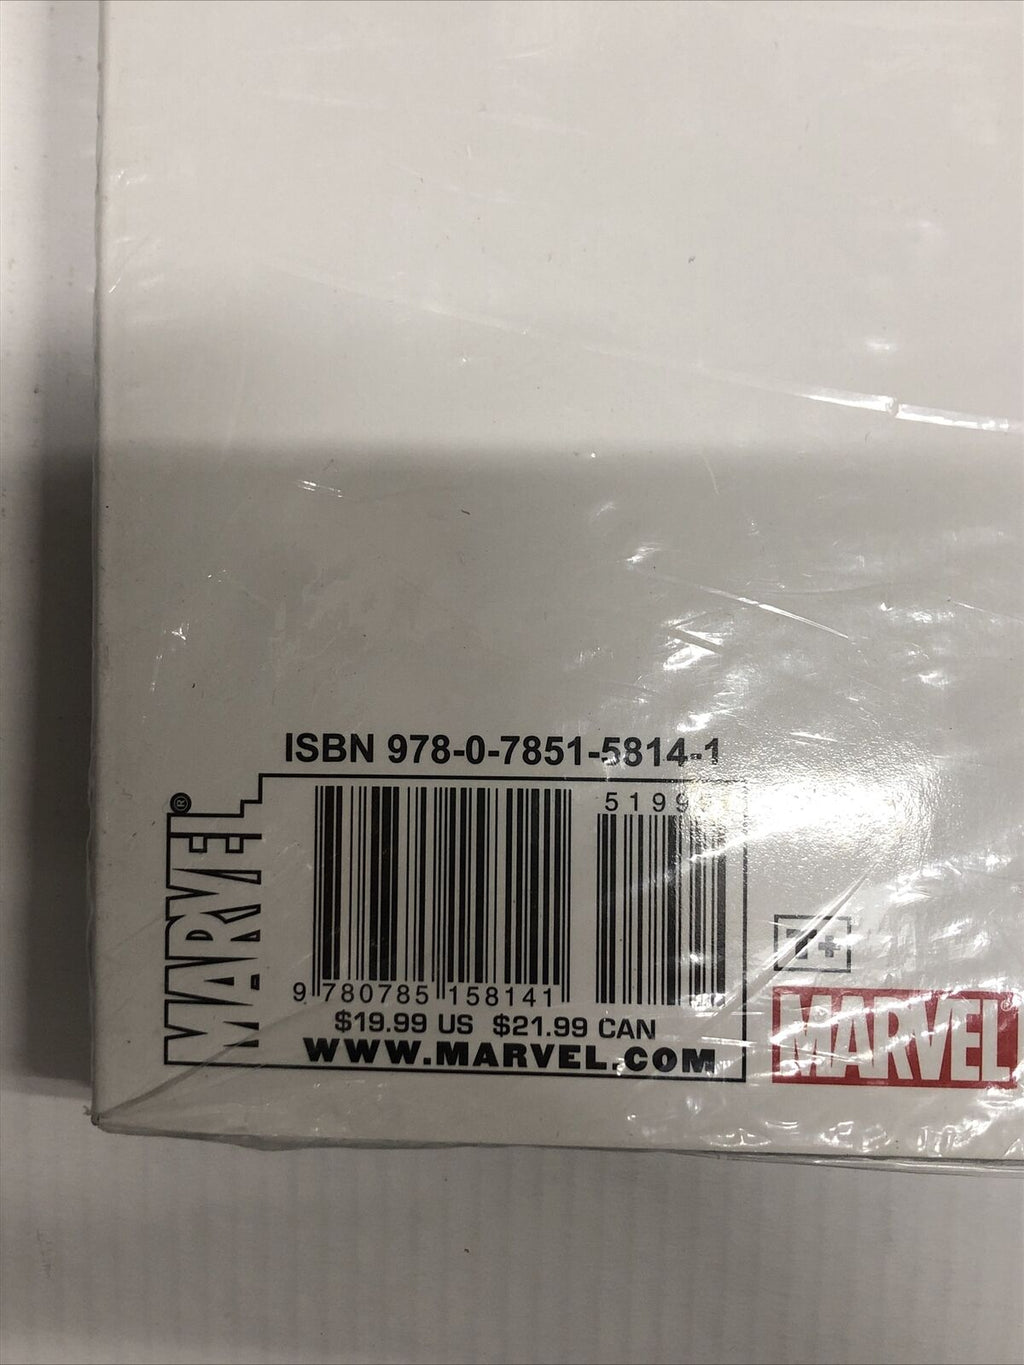 ISBN 978-0-7851-5814-1
5199
MARVEL®
9 780785 158141
$19.99 US $21.99 CAN
WWW.MARVEL.COM
T+
MARVEL